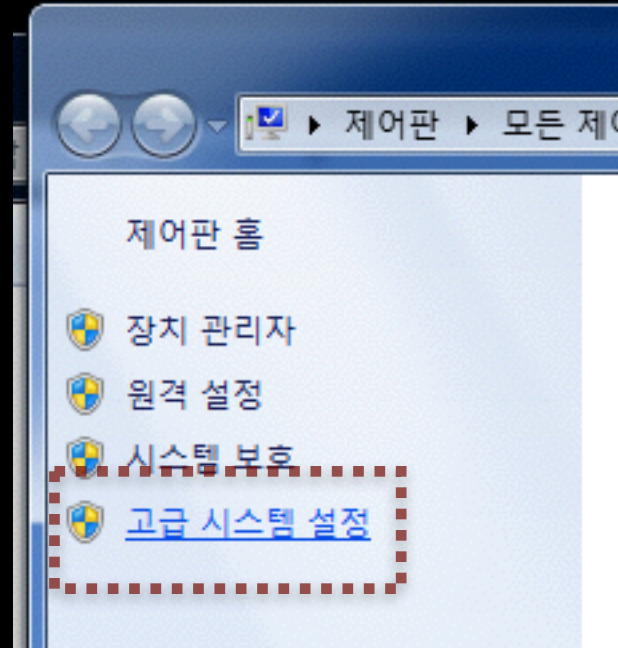 제어판 ▸ 모든 제어
제어판 홈
장치 관리자
원격 설정
시스템 보호
고급 시스템 설정